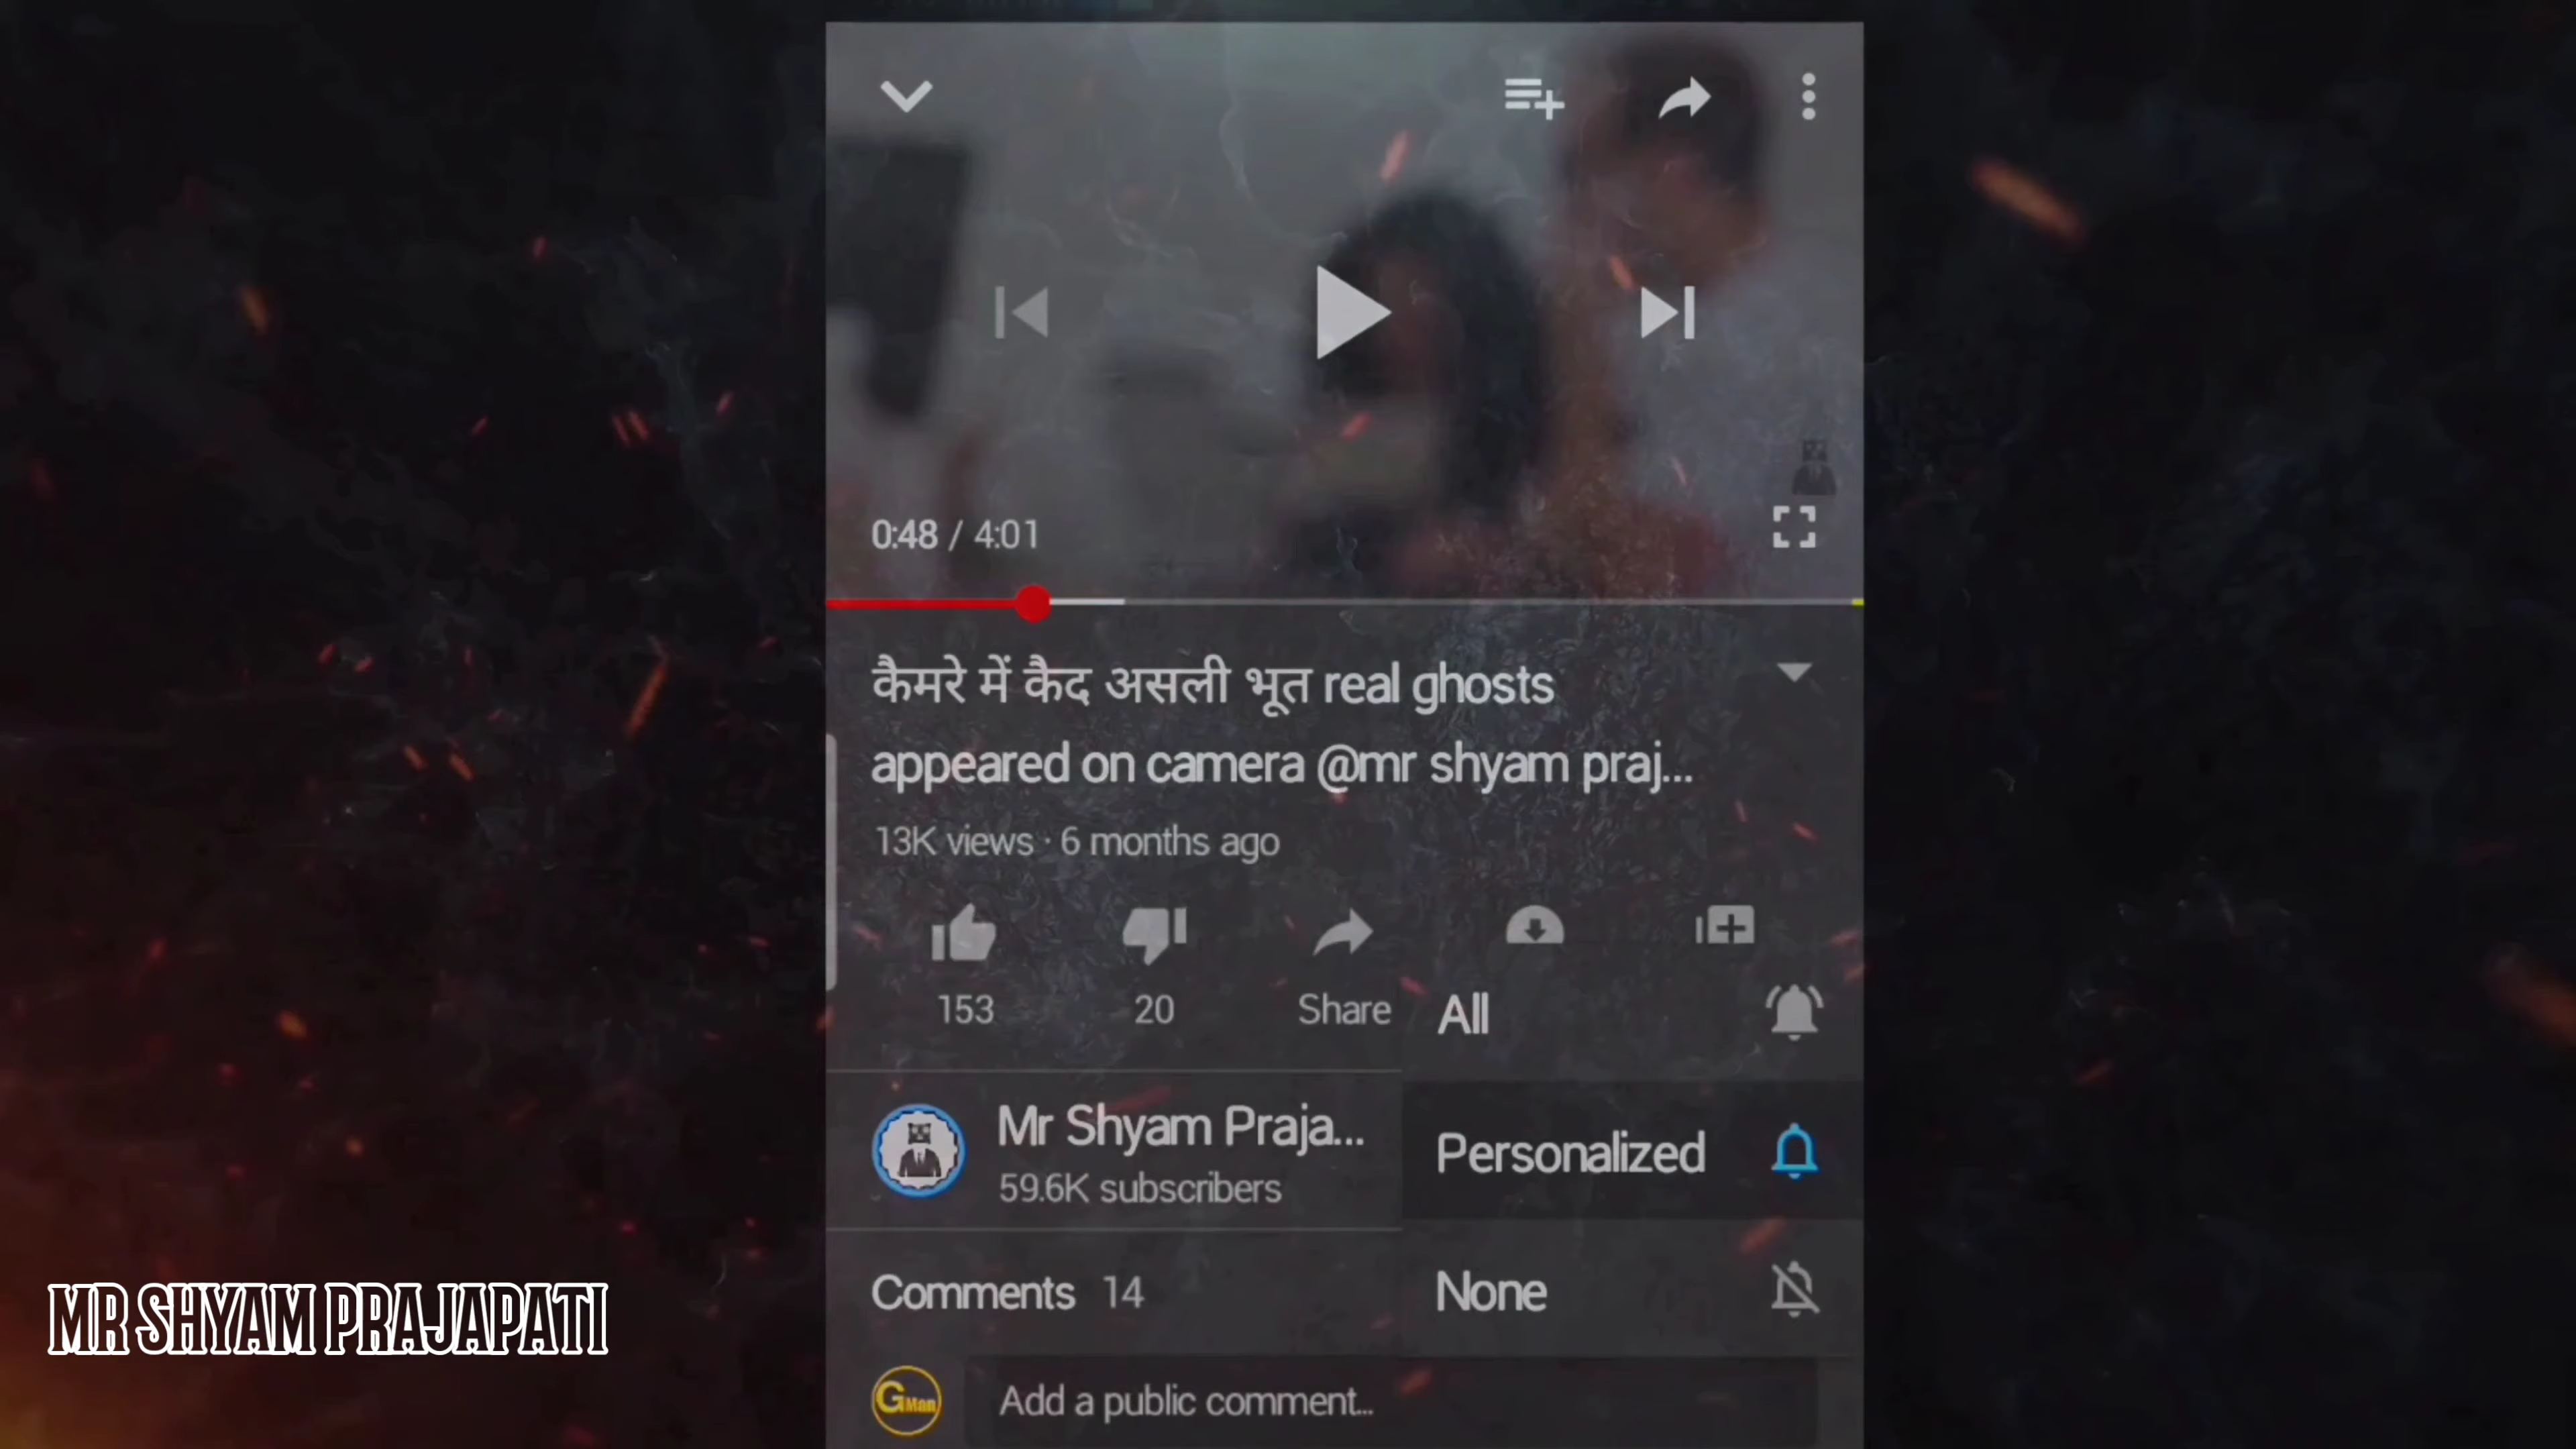 0:48 / 4:01
कैमरे में कैद असली भूत real ghosts
appeared on camera @mr shyam praj...
13K views · 6 months ago
153
20
Share
All
Mr Shyam Praja...
59.6K subscribers
Personalized
Comments 14
None
GMan
Add a public comment...
MR SHYAM PRAJAPATI